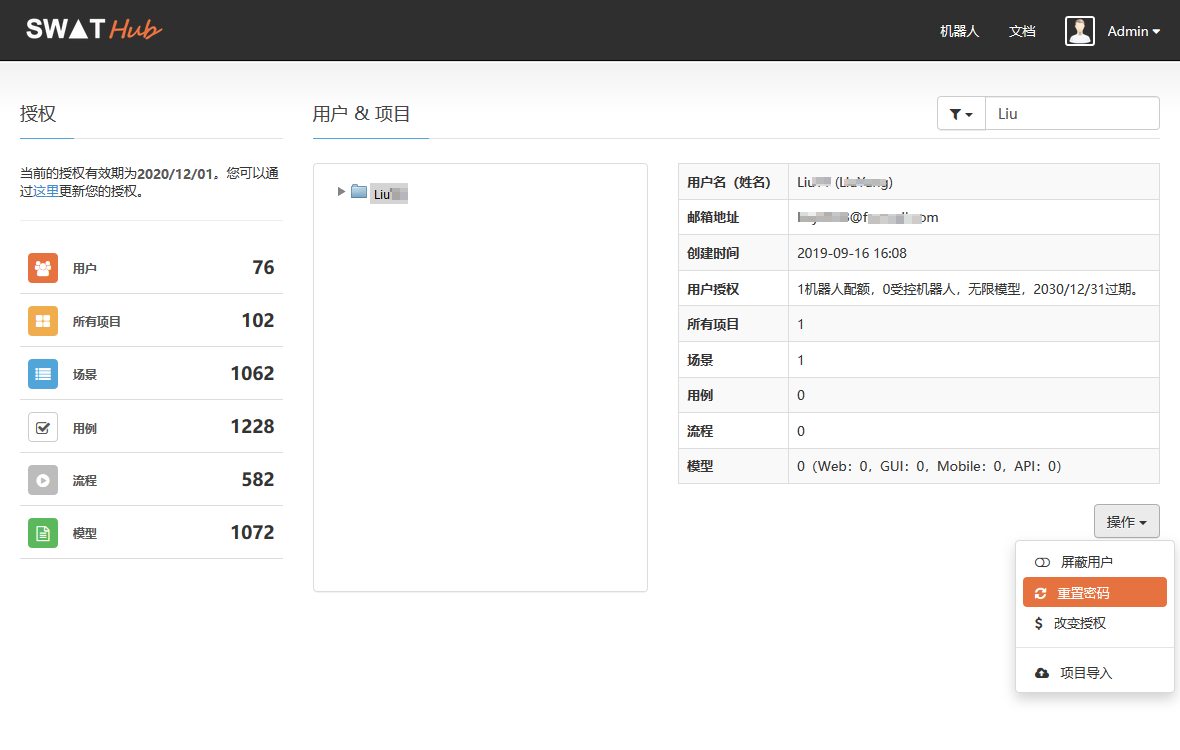 SWAT Hub
机器人
文档
Admin
授权
当前的授权有效期为2020/12/01。您可以通
过这里更新您的授权。
用户 76
所有项目 102
场景 1062
用例 1228
流程 582
模型 1072
用户 & 项目
Liu
Liu
用户名（姓名） Liu
邮箱地址
创建时间 2019-09-16 16:08
用户授权 1机器人配额，0受控机器人，无限模型，2030/12/31过期。
所有项目 1
场景 1
用例 0
流程 0
模型 0（Web：0，GUI：0，Mobile：0，API：0）
操作
屏蔽用户
重置密码
改变授权
项目导入